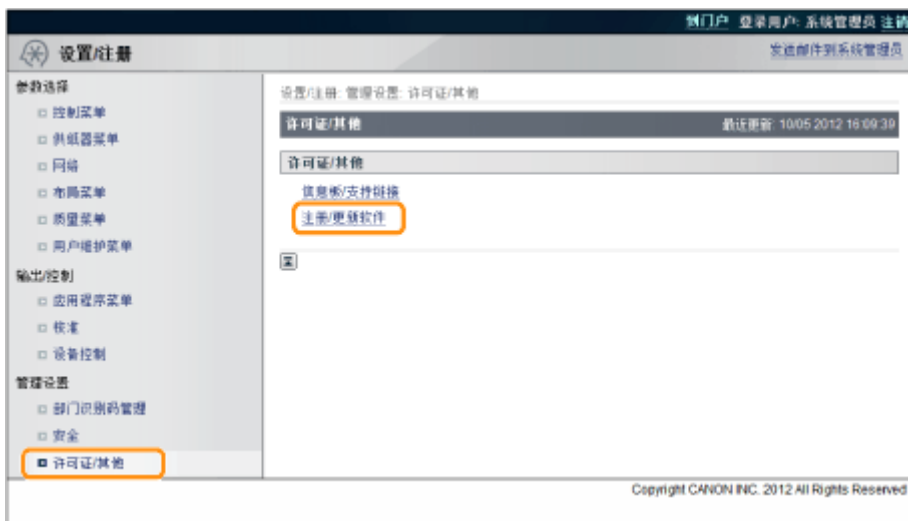 到门户 登录用户: 系统管理员 注销
设置/注册
发送邮件到系统管理员
参数选择
控制菜单
供纸器菜单
网络
布局菜单
质量菜单
用户维护菜单
输出/控制
应用程序菜单
校准
设备控制
管理设置
部门识别码管理
安全
许可证/其他
设置/注册: 管理设置: 许可证/其他
许可证/其他 最近更新: 10/05 2012 16:09:39
许可证/其他
信息板/支持链接
注册/更新软件
Copyright CANON INC. 2012 All Rights Reserved